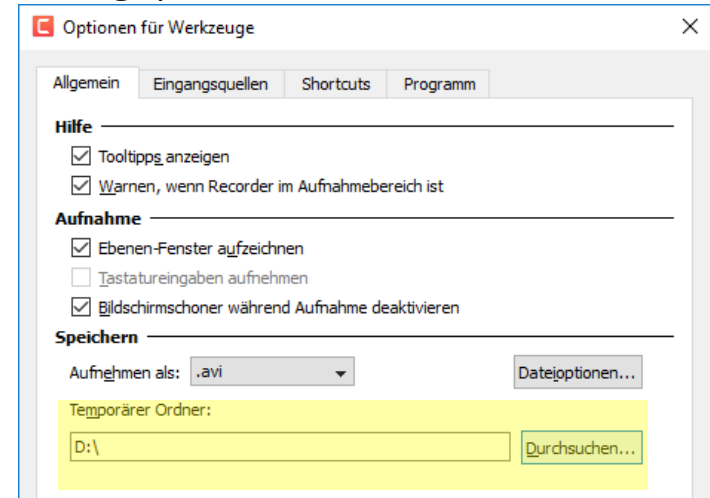 Optionen für Werkzeuge
Allgemein Eingangsquellen Shortcuts Programm
Hilfe
Tooltipps anzeigen
Warnen, wenn Recorder im Aufnahmebereich ist
Aufnahme
Ebenen-Fenster aufzeichnen
Tastatureingaben aufnehmen
Bildschirmschoner während Aufnahme deaktivieren
Speichern
Aufnehmen als: .avi Dateioptionen...
Temporärer Ordner:
D:\ Durchsuchen...